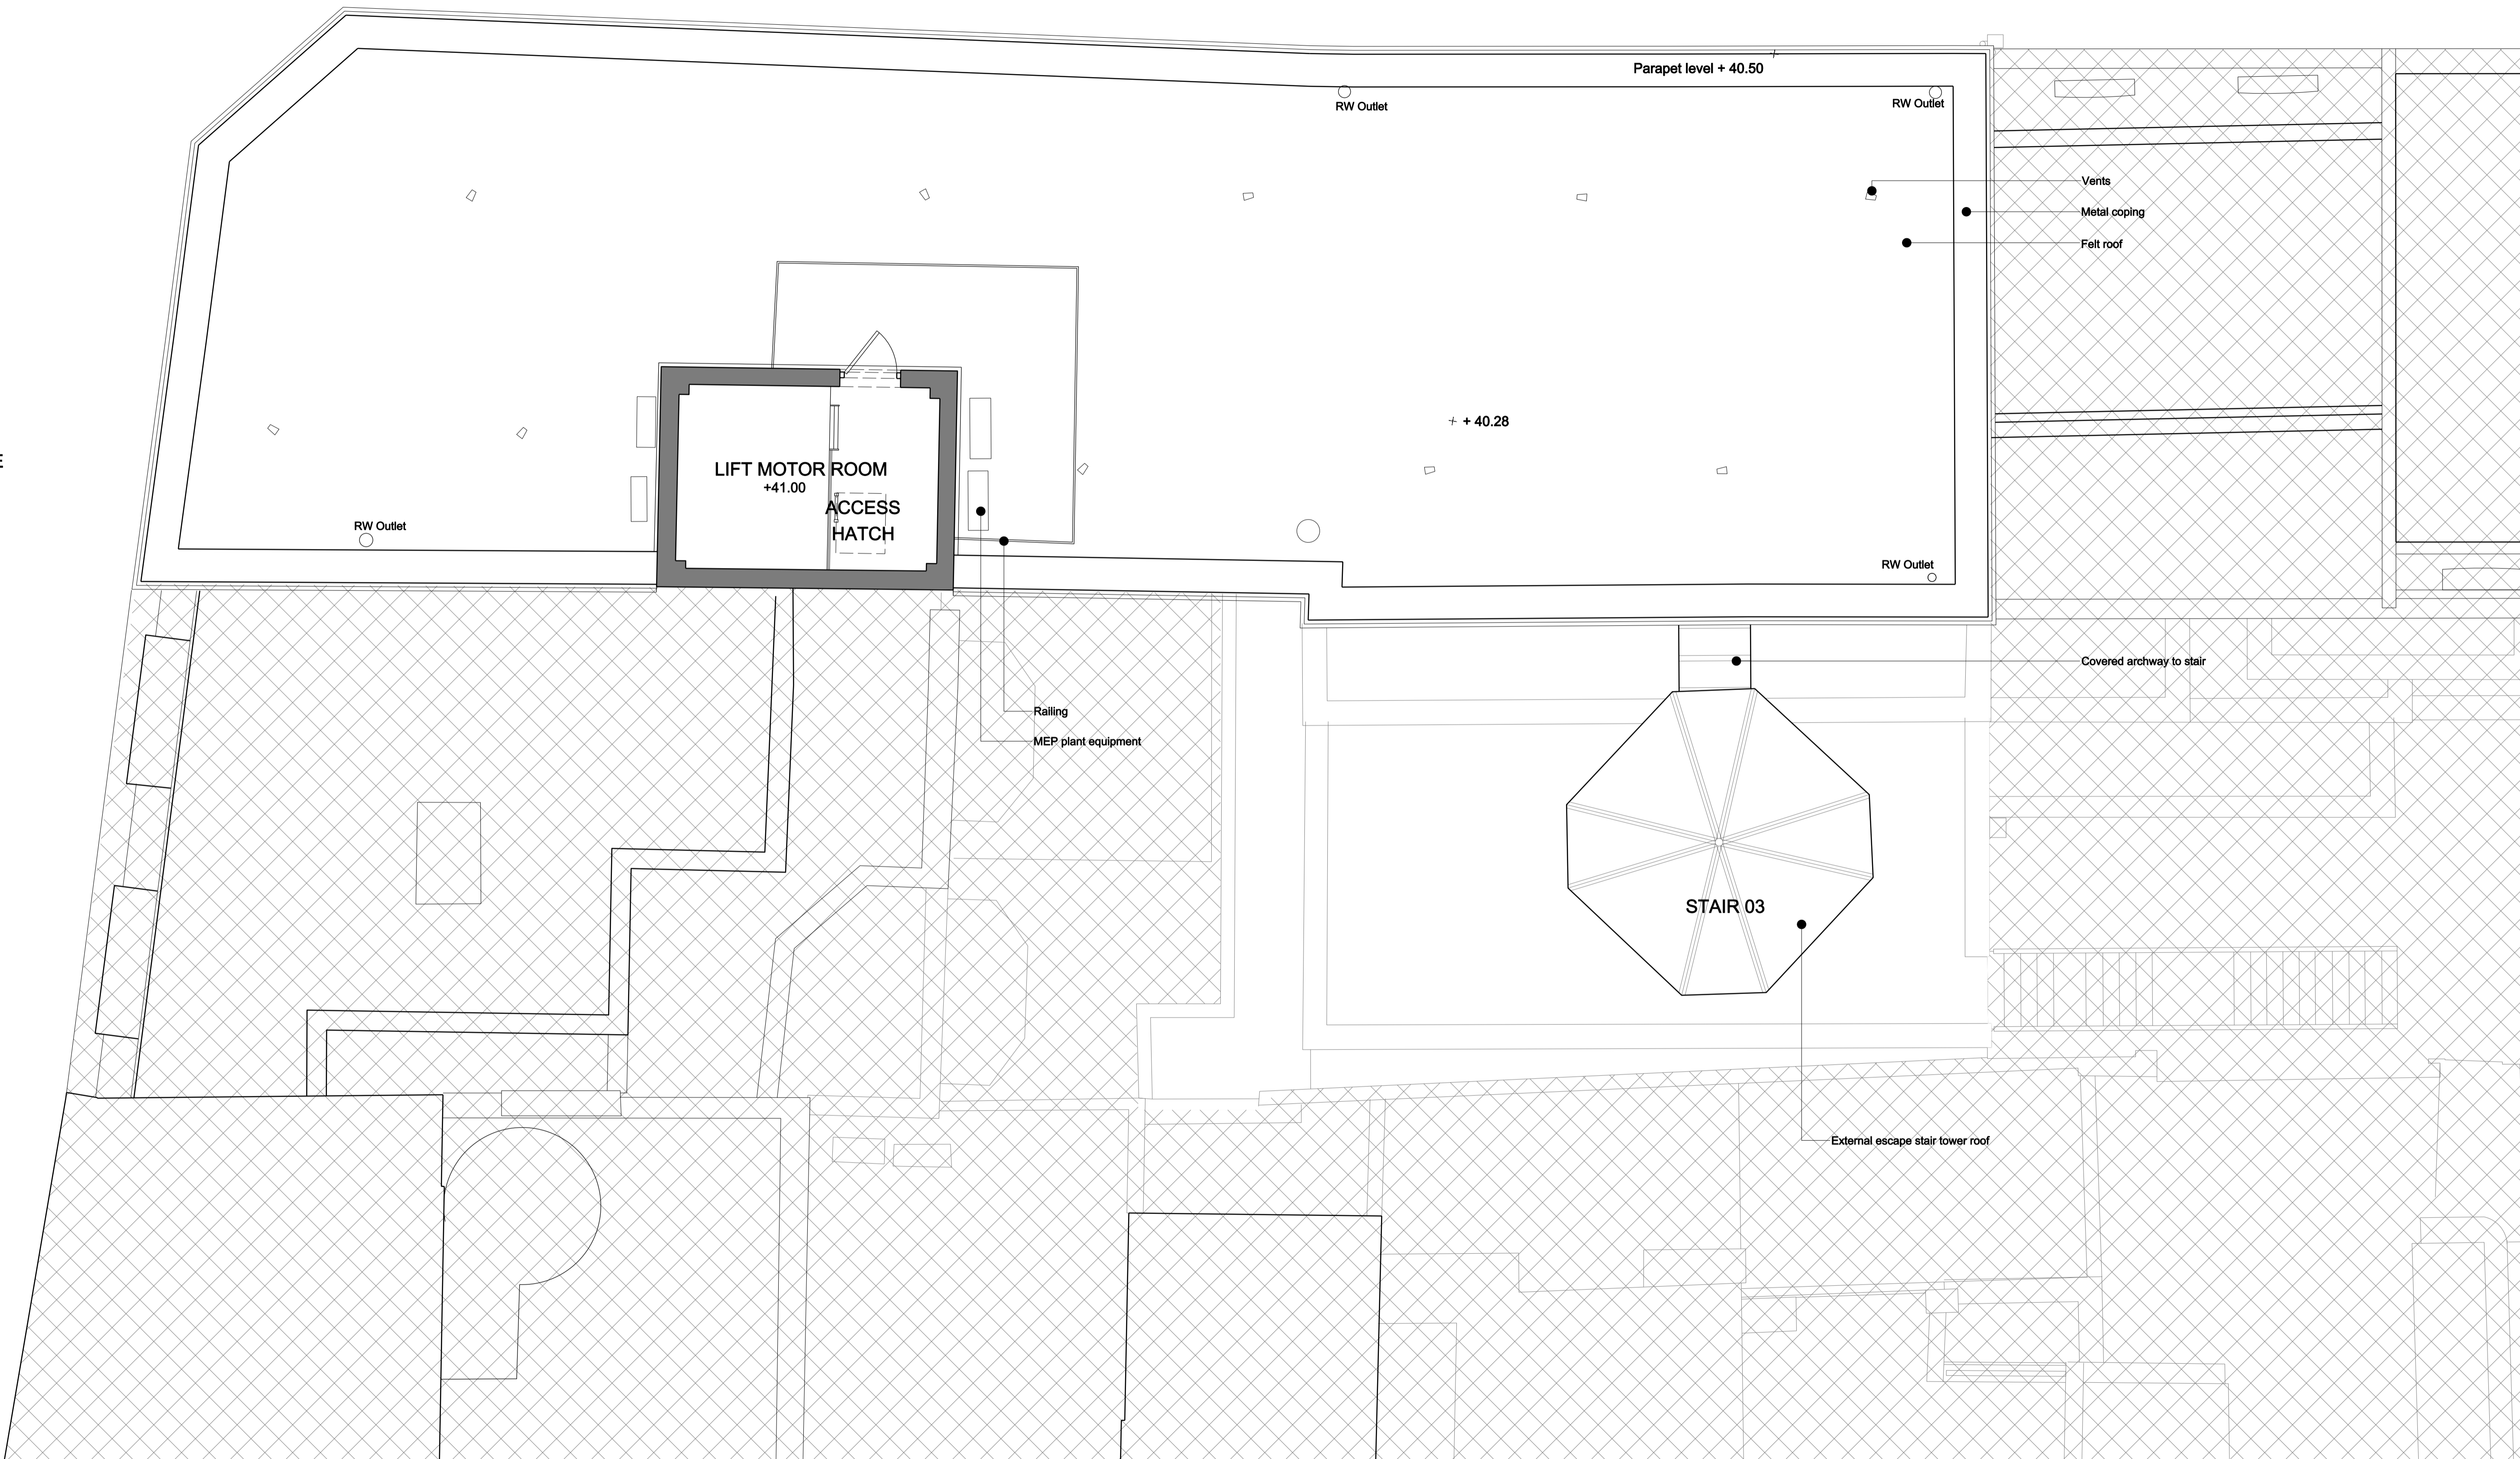 Parapet level + 40.50
RW Outlet
RW Outlet
Vents
Metal coping
Felt roof
+ 40.28
LIFT MOTOR ROOM
+41.00
ACCESS
HATCH
RW Outlet
RW Outlet
Covered archway to stair
Railing
MEP plant equipment
STAIR 03
External escape stair tower roof